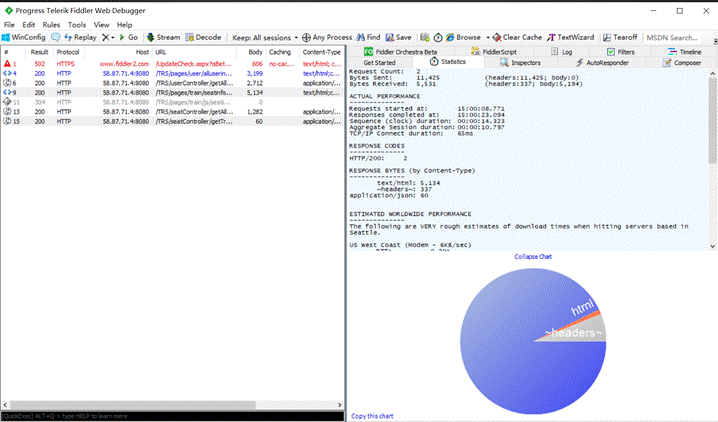 Progress Telerik Fiddler Web Debugger
File Edit Rules Tools View Help
WinConfig Replay Go Stream Decode Keep: All sessions Any Process Find Save Browse Clear Cache TextWizard Tearoff MSDN Search...
# Result Protocol Host URL Body Caching Content-Type
1 502 HTTPS www.fiddler2.com /UpdateCheck.aspx?isBet... 606 no-cac... text/html; c...
4 200 HTTP 58.87.71.4:8080 /TRS/pages/user/alluserin... 3,199 text/html;c...
6 200 HTTP 58.87.71.4:8080 /TRS/userController/getAl... 2,712 application/...
9 200 HTTP 58.87.71.4:8080 /TRS/pages/train/seatinfo... 5,134 text/html;c...
11 304 HTTP 58.87.71.4:8080 /TRS/pages/train/js/seati... 0
13 200 HTTP 58.87.71.4:8080 /TRS/seatController/getAll... 1,282 application/...
15 200 HTTP 58.87.71.4:8080 /TRS/seatController/getTr... 60 application/...
[QuickExec] ALT+Q > type HELP to learn more
Fiddler Orchestra Beta FiddlerScript Log Filters Timeline
Get Started Statistics Inspectors AutoResponder Composer
Request Count: 2
Bytes Sent: 11,425 (headers:11,425; body:0)
Bytes Received: 5,531 (headers:337; body:5,194)
ACTUAL PERFORMANCE
--------------
Requests started at: 15:00:08.771
Responses completed at: 15:00:23.094
Sequence (clock) duration: 00:00:14.323
Aggregate Session duration: 00:00:10.797
TCP/IP Connect duration: 65ms
RESPONSE CODES
--------------
HTTP/200: 2
RESPONSE BYTES (by Content-Type)
--------------
text/html: 5,134
~headers~: 337
application/json: 60
ESTIMATED WORLDWIDE PERFORMANCE
--------------
The following are VERY rough estimates of download times when hitting servers based in
Seattle.
US West Coast (Modem - 6KB/sec)
Collapse Chart
html
~headers~
Copy this chart